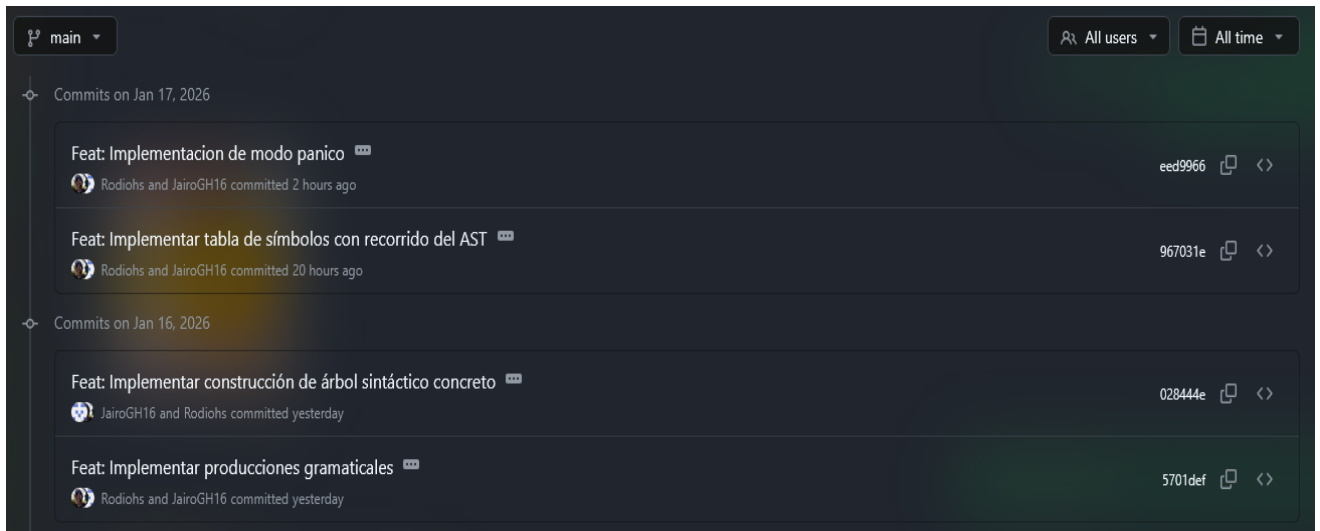 main
All users
All time
Commits on Jan 17, 2026
Feat: Implementacion de modo panico
eed9966
Rodiohs and JairoGH16 committed 2 hours ago
Feat: Implementar tabla de símbolos con recorrido del AST
967031e
Rodiohs and JairoGH16 committed 20 hours ago
Commits on Jan 16, 2026
Feat: Implementar construcción de árbol sintáctico concreto
028444e
JairoGH16 and Rodiohs committed yesterday
Feat: Implementar producciones gramaticales
5701def
Rodiohs and JairoGH16 committed yesterday